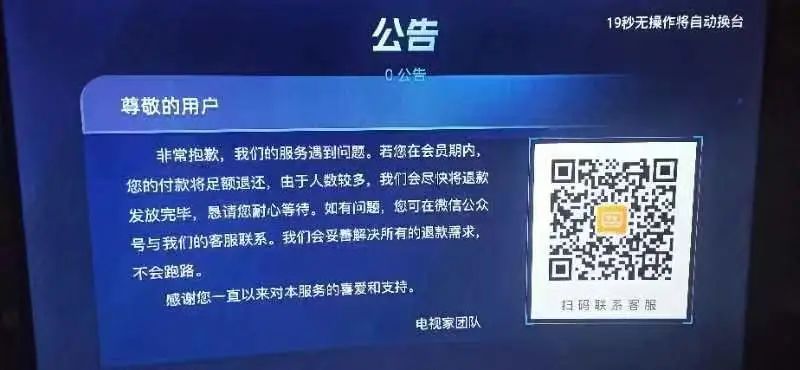 公告
19秒无操作将自动换台
0 公告
尊敬的用户
非常抱歉，我们的服务遇到问题。若您在会员期内，
您的付款将足额退还，由于人数较多，我们会尽快将退款
发放完毕，恳请您耐心等待。如有问题，您可在微信公众
号与我们的客服联系。我们会妥善解决所有的退款需求，
不会跑路。
感谢您一直以来对本服务的喜爱和支持。
电视家团队
扫码联系客服